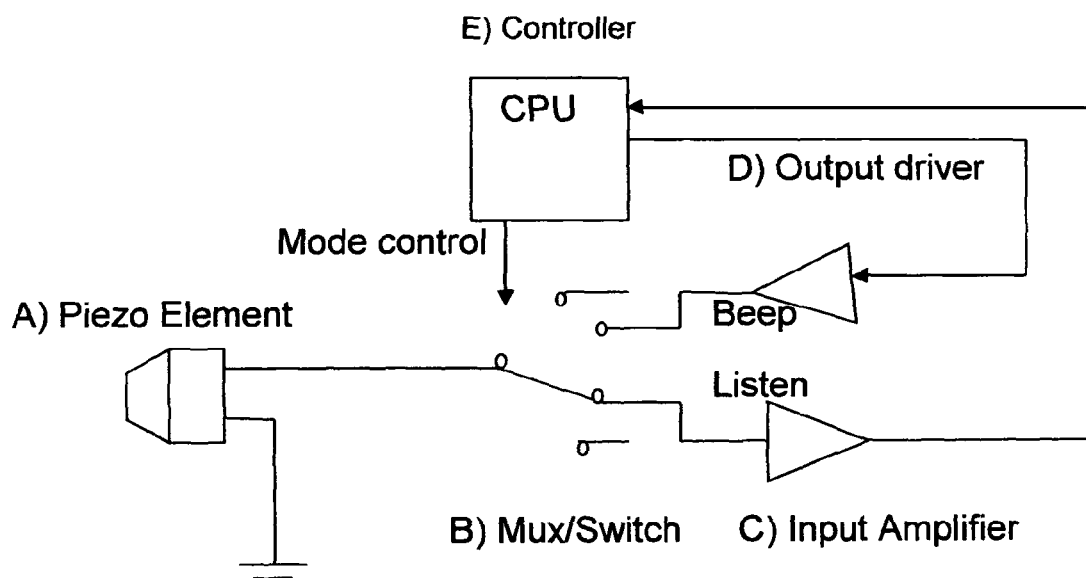 E) Controller
CPU
D) Output driver
Mode control
A) Piezo Element
Beep
Listen
B) Mux/Switch
C) Input Amplifier